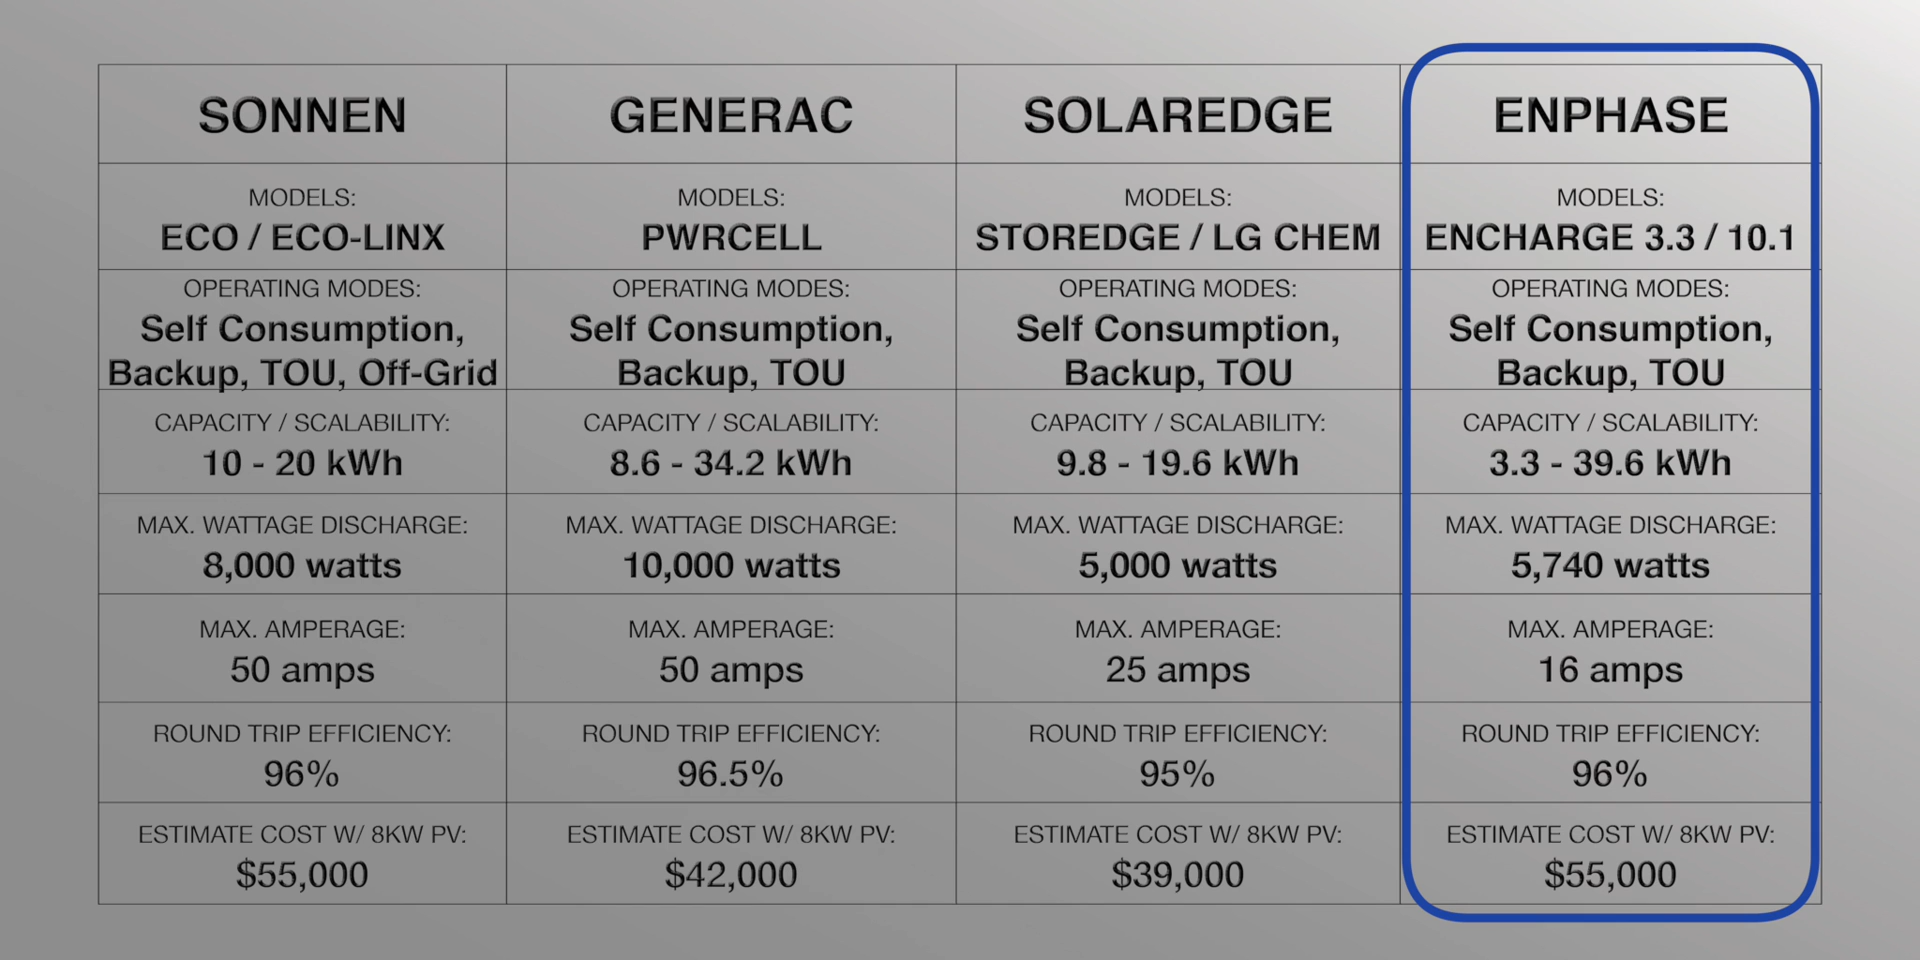 SONNEN
GENERAC
SOLAREDGE
ENPHASE
MODELS:
ECO / ECO-LINX
MODELS:
PWRCELL
MODELS:
STOREDGE / LG CHEM
MODELS:
ENCHARGE 3.3 / 10.1
OPERATING MODES:
Self Consumption,
Backup, TOU, Off-Grid
OPERATING MODES:
Self Consumption,
Backup, TOU
OPERATING MODES:
Self Consumption,
Backup, TOU
OPERATING MODES:
Self Consumption,
Backup, TOU
CAPACITY / SCALABILITY:
10 - 20 kWh
CAPACITY / SCALABILITY:
8.6 - 34.2 kWh
CAPACITY / SCALABILITY:
9.8 - 19.6 kWh
CAPACITY / SCALABILITY:
3.3 - 39.6 kWh
MAX. WATTAGE DISCHARGE:
8,000 watts
MAX. WATTAGE DISCHARGE:
10,000 watts
MAX. WATTAGE DISCHARGE:
5,000 watts
MAX. WATTAGE DISCHARGE:
5,740 watts
MAX. AMPERAGE:
50 amps
MAX. AMPERAGE:
50 amps
MAX. AMPERAGE:
25 amps
MAX. AMPERAGE:
16 amps
ROUND TRIP EFFICIENCY:
96%
ROUND TRIP EFFICIENCY:
96.5%
ROUND TRIP EFFICIENCY:
95%
ROUND TRIP EFFICIENCY:
96%
ESTIMATE COST W/ 8KW PV:
$55,000
ESTIMATE COST W/ 8KW PV:
$42,000
ESTIMATE COST W/ 8KW PV:
$39,000
ESTIMATE COST W/ 8KW PV:
$55,000